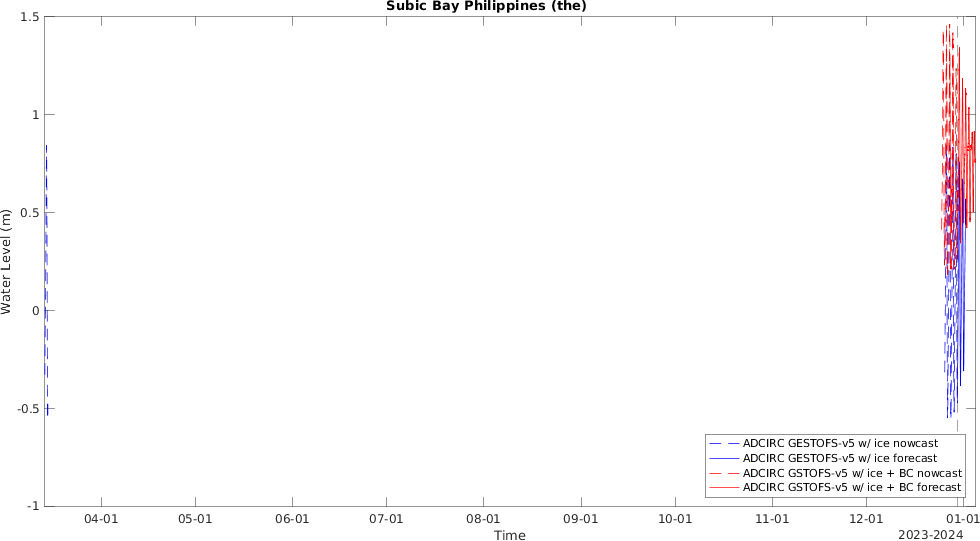 Subic Bay Philippines (the)
1.5
1
0.5
0
-0.5
-1
Water Level (m)
04-01
05-01
06-01
07-01
08-01
09-01
10-01
11-01
12-01
01-01
Time
2023-2024
ADCIRC GESTOFS-v5 w/ ice nowcast
ADCIRC GESTOFS-v5 w/ ice forecast
ADCIRC GSTOFS-v5 w/ ice + BC nowcast
ADCIRC GSTOFS-v5 w/ ice + BC forecast